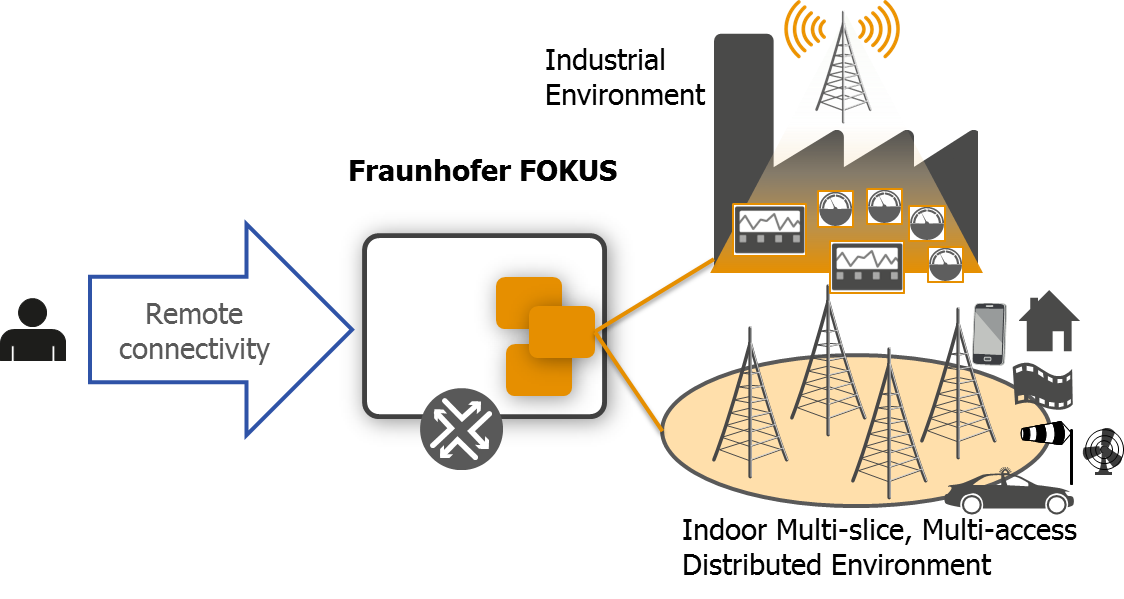 Industrial
Environment
Fraunhofer FOKUS
Remote
connectivity
Indoor Multi-slice, Multi-access
Distributed Environment